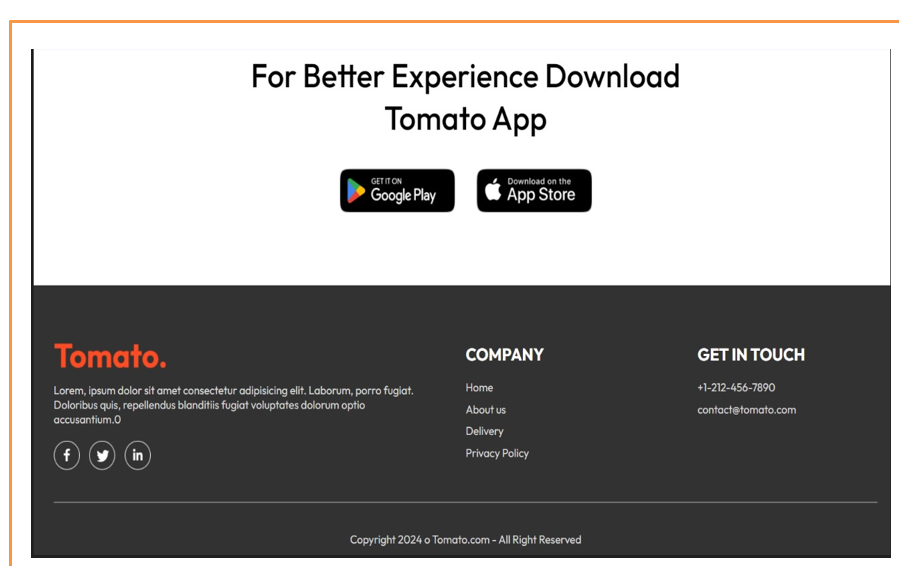 For Better Experience Download
Tomato App
GET IT ON
Google Play
Download on the
App Store
Tomato.
Lorem, ipsum dolor sit amet consectetur adipisicing elit. Laborum, porro fugiat.
Doloribus quis, repellendus blanditiis fugiat voluptates dolorum optio
accusantium.0
f
in
COMPANY
Home
About us
Delivery
Privacy Policy
GET IN TOUCH
+1-212-456-7890
contact@tomato.com
Copyright 2024 o Tomato.com - All Right Reserved